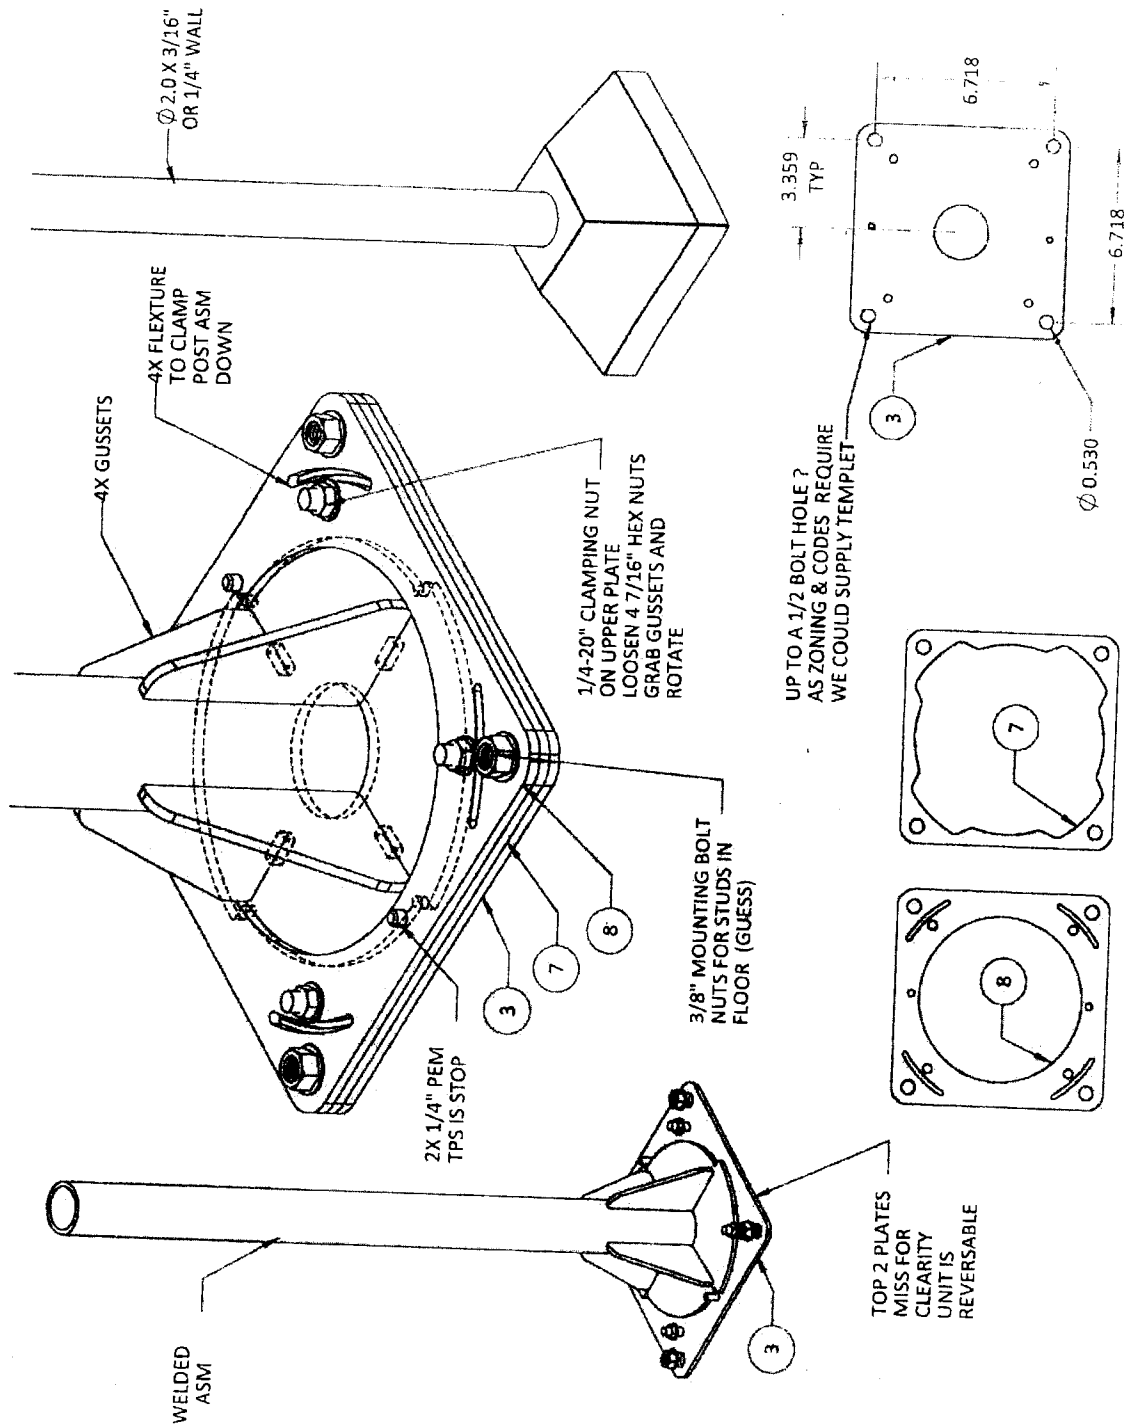 WELDED
ASM
TOP 2 PLATES
MISS FOR
CLEARITY
UNIT IS
REVERSABLE
3
2X 1/4" PEM
TPS IS STOP
3
7
8
3/8" MOUNTING BOLT
NUTS FOR STUDS IN
FLOOR (GUESS)
4X GUSSETS
4X FLEXTURE
TO CLAMP
POST ASM
DOWN
1/4-20" CLAMPING NUT
ON UPPER PLATE
LOOSEN 4 7/16" HEX NUTS
GRAB GUSSETS AND
ROTATE
Ø 2.0 X 3/16"
OR 1/4" WALL
8
7
UP TO A 1/2 BOLT HOLE ?
AS ZONING & CODES REQUIRE
WE COULD SUPPLY TEMPLET
3
Ø 0.530
3.359
TYP
6.718
6.718